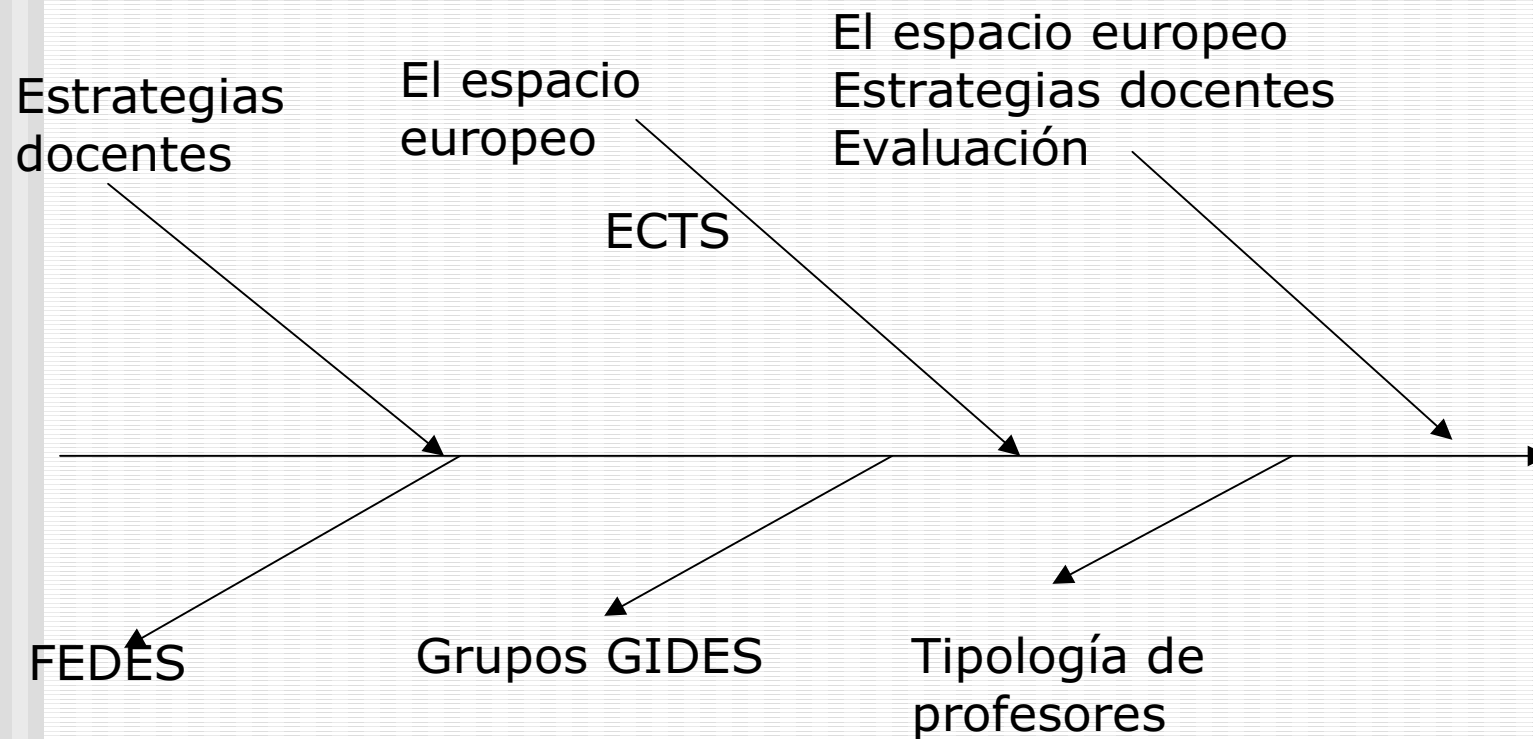 Estrategias
docentes
El espacio
europeo
El espacio europeo
Estrategias docentes
Evaluación
ECTS
FEDES
Grupos GIDES
Tipología de
profesores